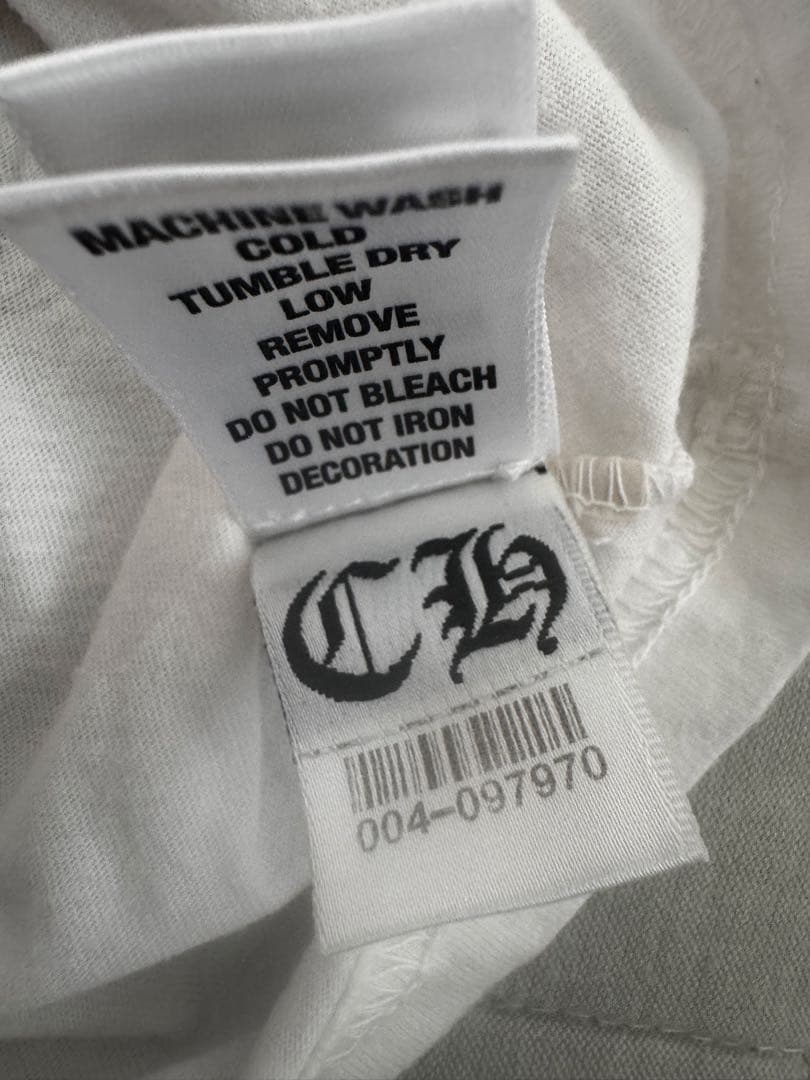 MACHINE WASH
COLD
TUMBLE DRY
LOW
REMOVE
PROMPTLY
DO NOT BLEACH
DO NOT IRON
DECORATION
CH
004-097970